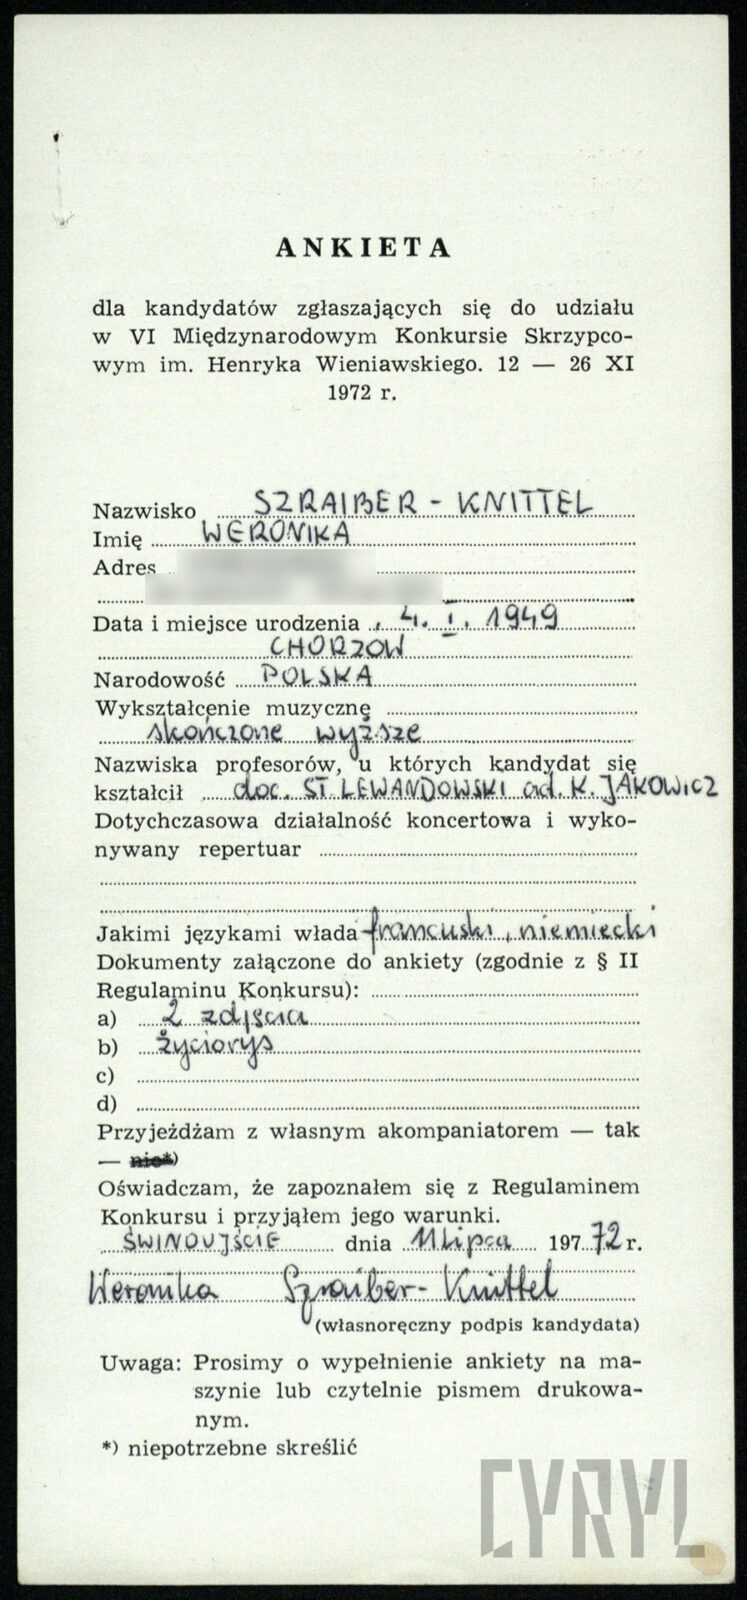 ANKIETA
dla kandydatów zgłaszających się do udziału
w VI Międzynarodowym Konkursie Skrzypco-
wym im. Henryka Wieniawskiego. 12 — 26 XI
1972 r.
Nazwisko SZRAIBER - KNITTEL
Imię WERONIKA
Adres
Data i miejsce urodzenia 4. I. 1949
CHORZOW
Narodowość POLSKA
Wykształcenie muzyczne
skończone wyższe
Nazwiska profesorów, u których kandydat się
kształcił doc. ST. LEWANDOWSKI ad. K. JAKOWICZ
Dotychczasowa działalność koncertowa i wyko-
nywany repertuar
Jakimi językami włada francuski, niemiecki
Dokumenty załączone do ankiety (zgodnie z § II
Regulaminu Konkursu):
a) 2 zdjęcia
b) życiorys
c)
d)
Przyjeżdżam z własnym akompaniatorem — tak
— nie*)
Oświadczam, że zapoznałem się z Regulaminem
Konkursu i przyjąłem jego warunki.
ŚWINOUJŚCIE dnia 11 Lipca 197 72 r.
Weronika Szraiber-Knittel
(własnoręczny podpis kandydata)
Uwaga: Prosimy o wypełnienie ankiety na ma-
szynie lub czytelnie pismem drukowa-
nym.
*) niepotrzebne skreślić
CYRYL